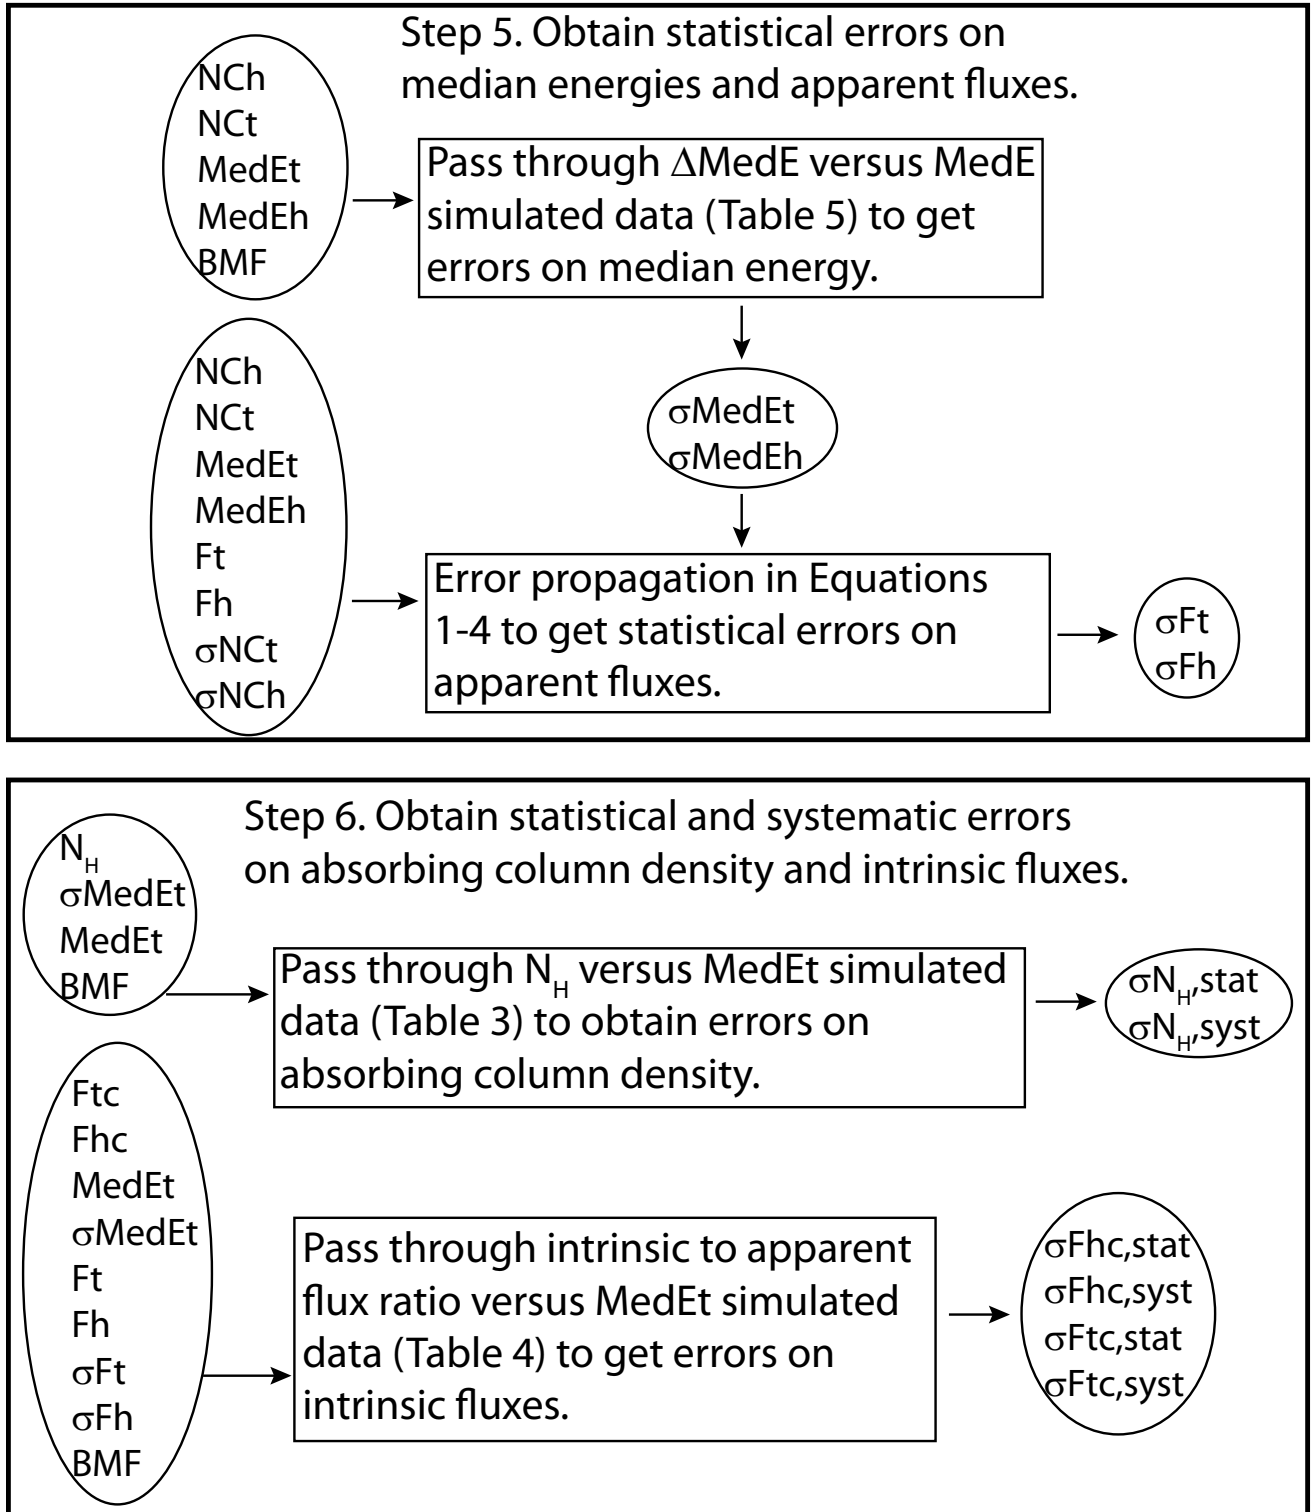 Step 5. Obtain statistical errors on
median energies and apparent fluxes.
NCh
NCt
MedEt
MedEh
BMF
Pass through ΔMedE versus MedE
simulated data (Table 5) to get
errors on median energy.
σMedEt
σMedEh
NCh
NCt
MedEt
MedEh
Ft
Fh
σNCt
σNCh
Error propagation in Equations
1-4 to get statistical errors on
apparent fluxes.
σFt
σFh
Step 6. Obtain statistical and systematic errors
on absorbing column density and intrinsic fluxes.
N_H
σMedEt
MedEt
BMF
Pass through N_H versus MedEt simulated
data (Table 3) to obtain errors on
absorbing column density.
σN_H,stat
σN_H,syst
Ftc
Fhc
MedEt
σMedEt
Ft
Fh
σFt
σFh
BMF
Pass through intrinsic to apparent
flux ratio versus MedEt simulated
data (Table 4) to get errors on
intrinsic fluxes.
σFhc,stat
σFhc,syst
σFtc,stat
σFtc,syst